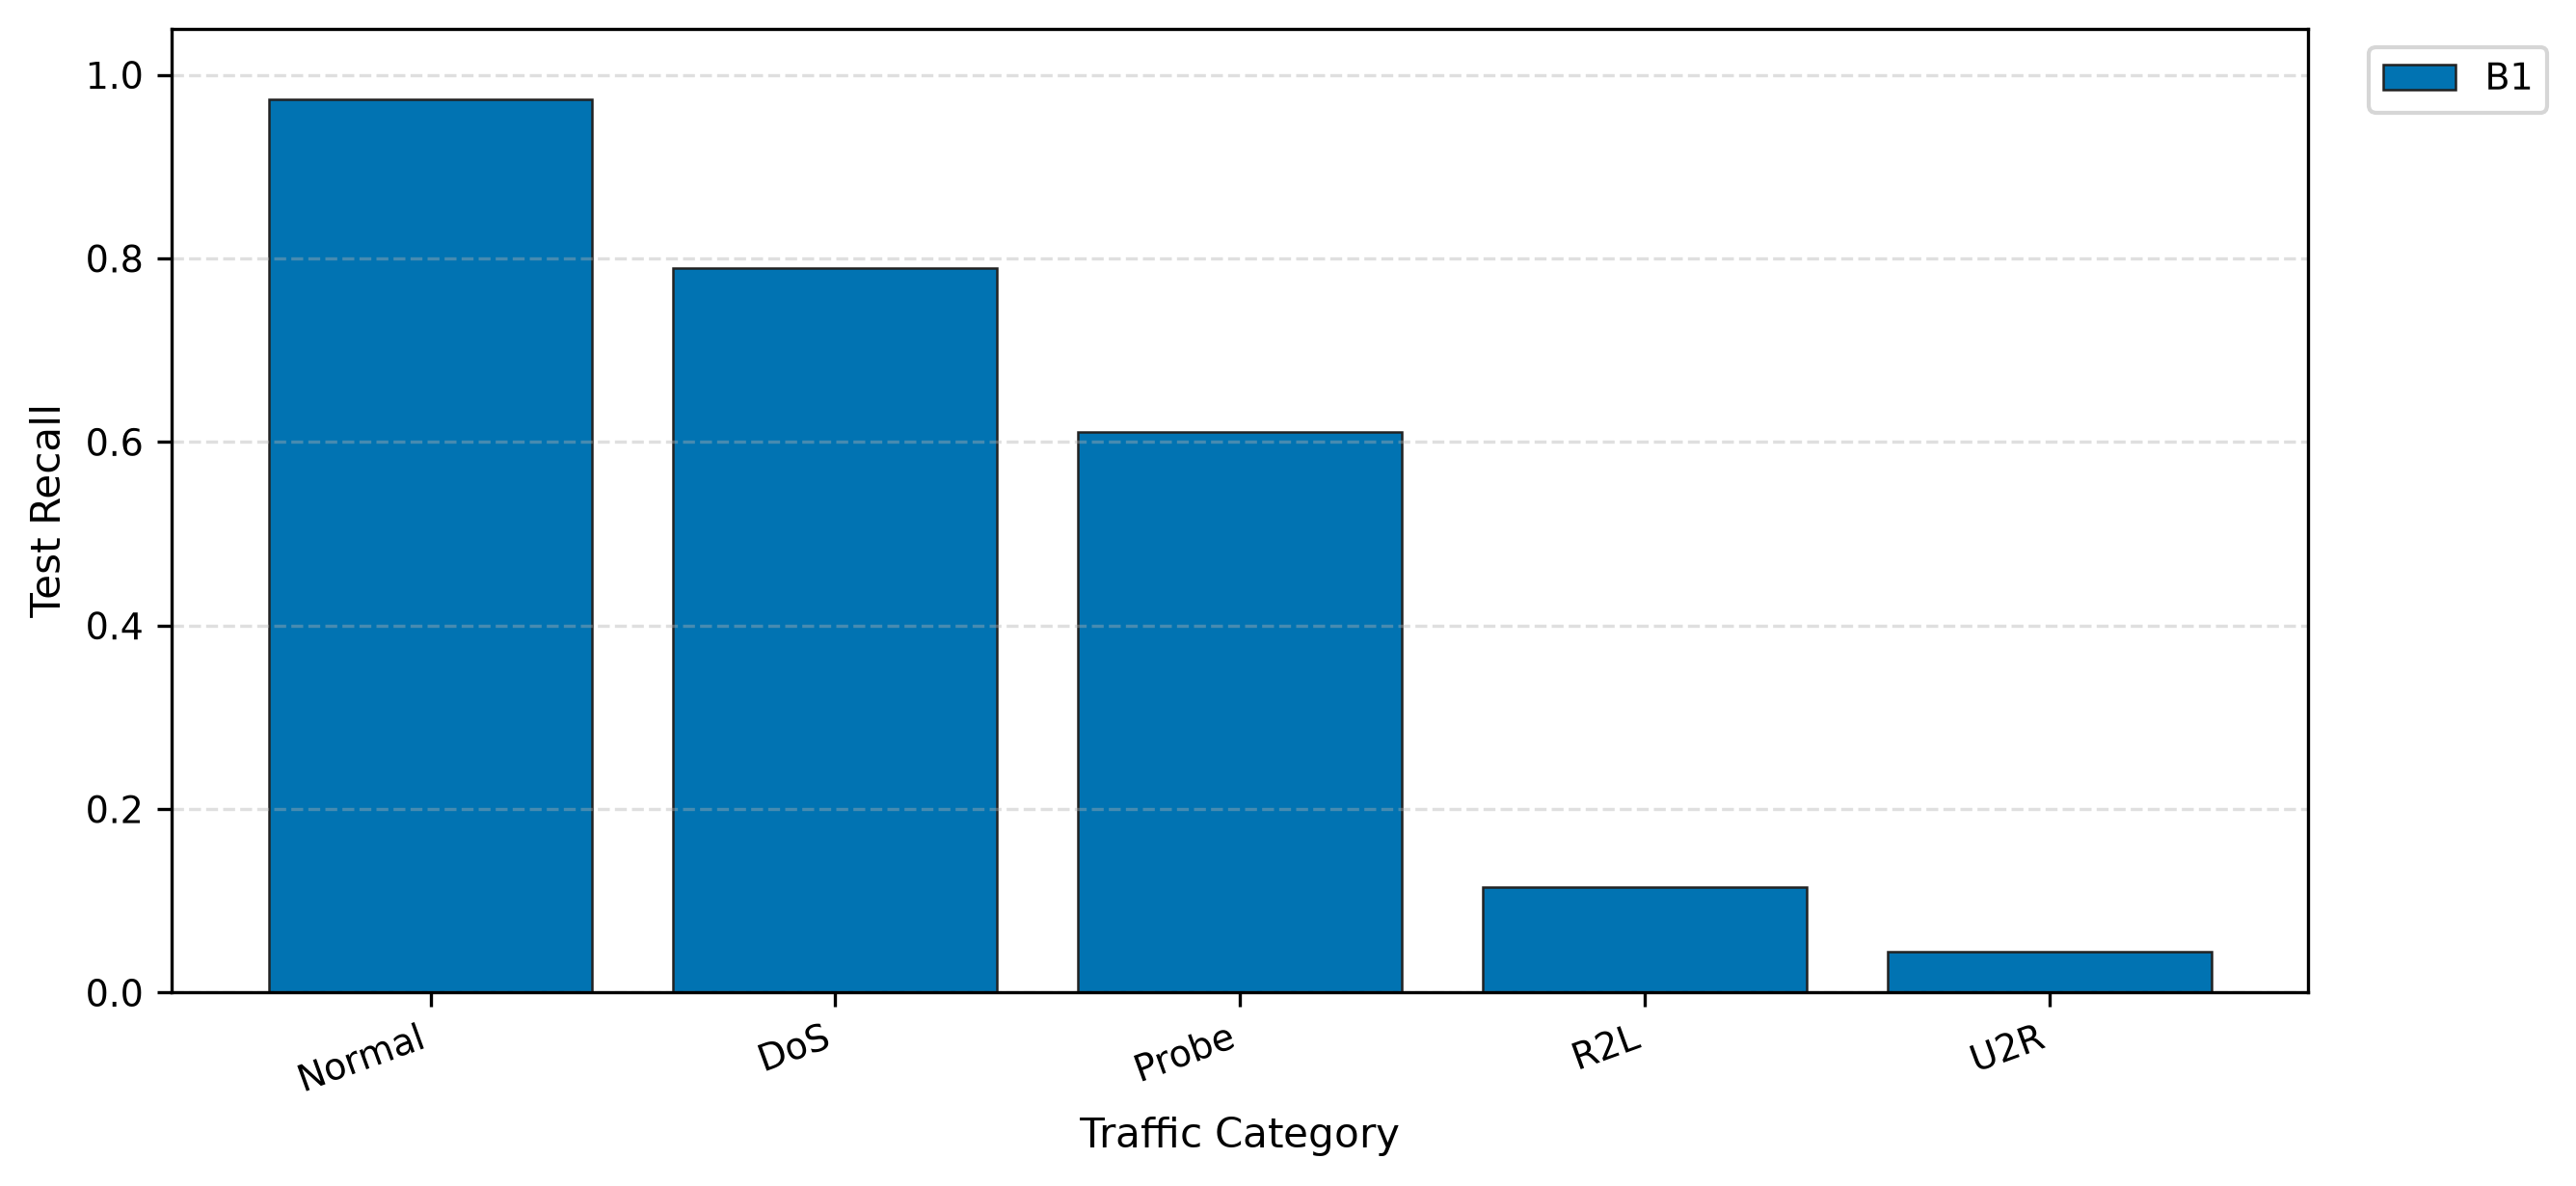 1.0
0.8
0.6
0.4
0.2
0.0
Test Recall
Normal
DoS
Probe
R2L
U2R
Traffic Category
B1